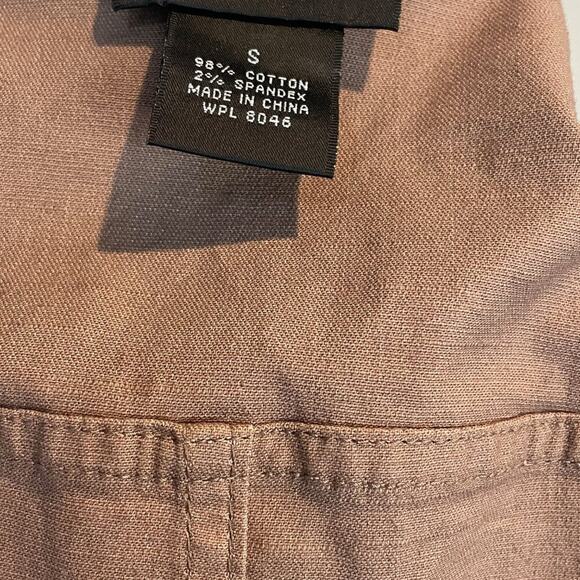 S
98% COTTON
2% SPANDEX
MADE IN CHINA
WPL 8046